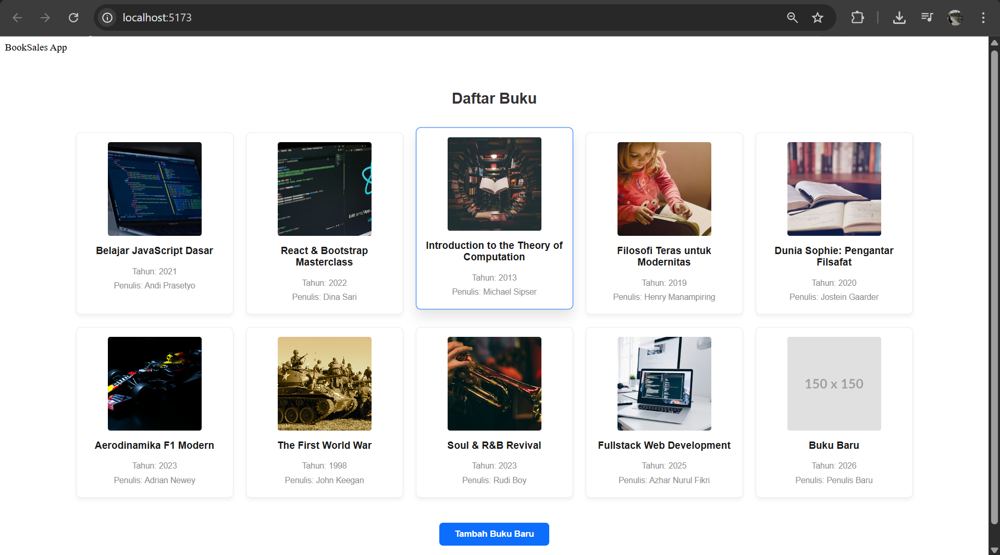 localhost:5173
BookSales App
Daftar Buku
Edit src/App.
Belajar JavaScript Dasar
Tahun: 2021
Penulis: Andi Prasetyo
React & Bootstrap
Masterclass
Tahun: 2022
Penulis: Dina Sari
Introduction to the Theory of
Computation
Tahun: 2013
Penulis: Michael Sipser
Filosofi Teras untuk
Modernitas
Tahun: 2019
Penulis: Henry Manampiring
Dunia Sophie: Pengantar
Filsafat
Tahun: 2020
Penulis: Jostein Gaarder
150 x 150
Aerodinamika F1 Modern
Tahun: 2023
Penulis: Adrian Newey
The First World War
Tahun: 1998
Penulis: John Keegan
Soul & R&B Revival
Tahun: 2023
Penulis: Rudi Boy
Fullstack Web Development
Tahun: 2025
Penulis: Azhar Nurul Fikri
Buku Baru
Tahun: 2026
Penulis: Penulis Baru
Tambah Buku Baru